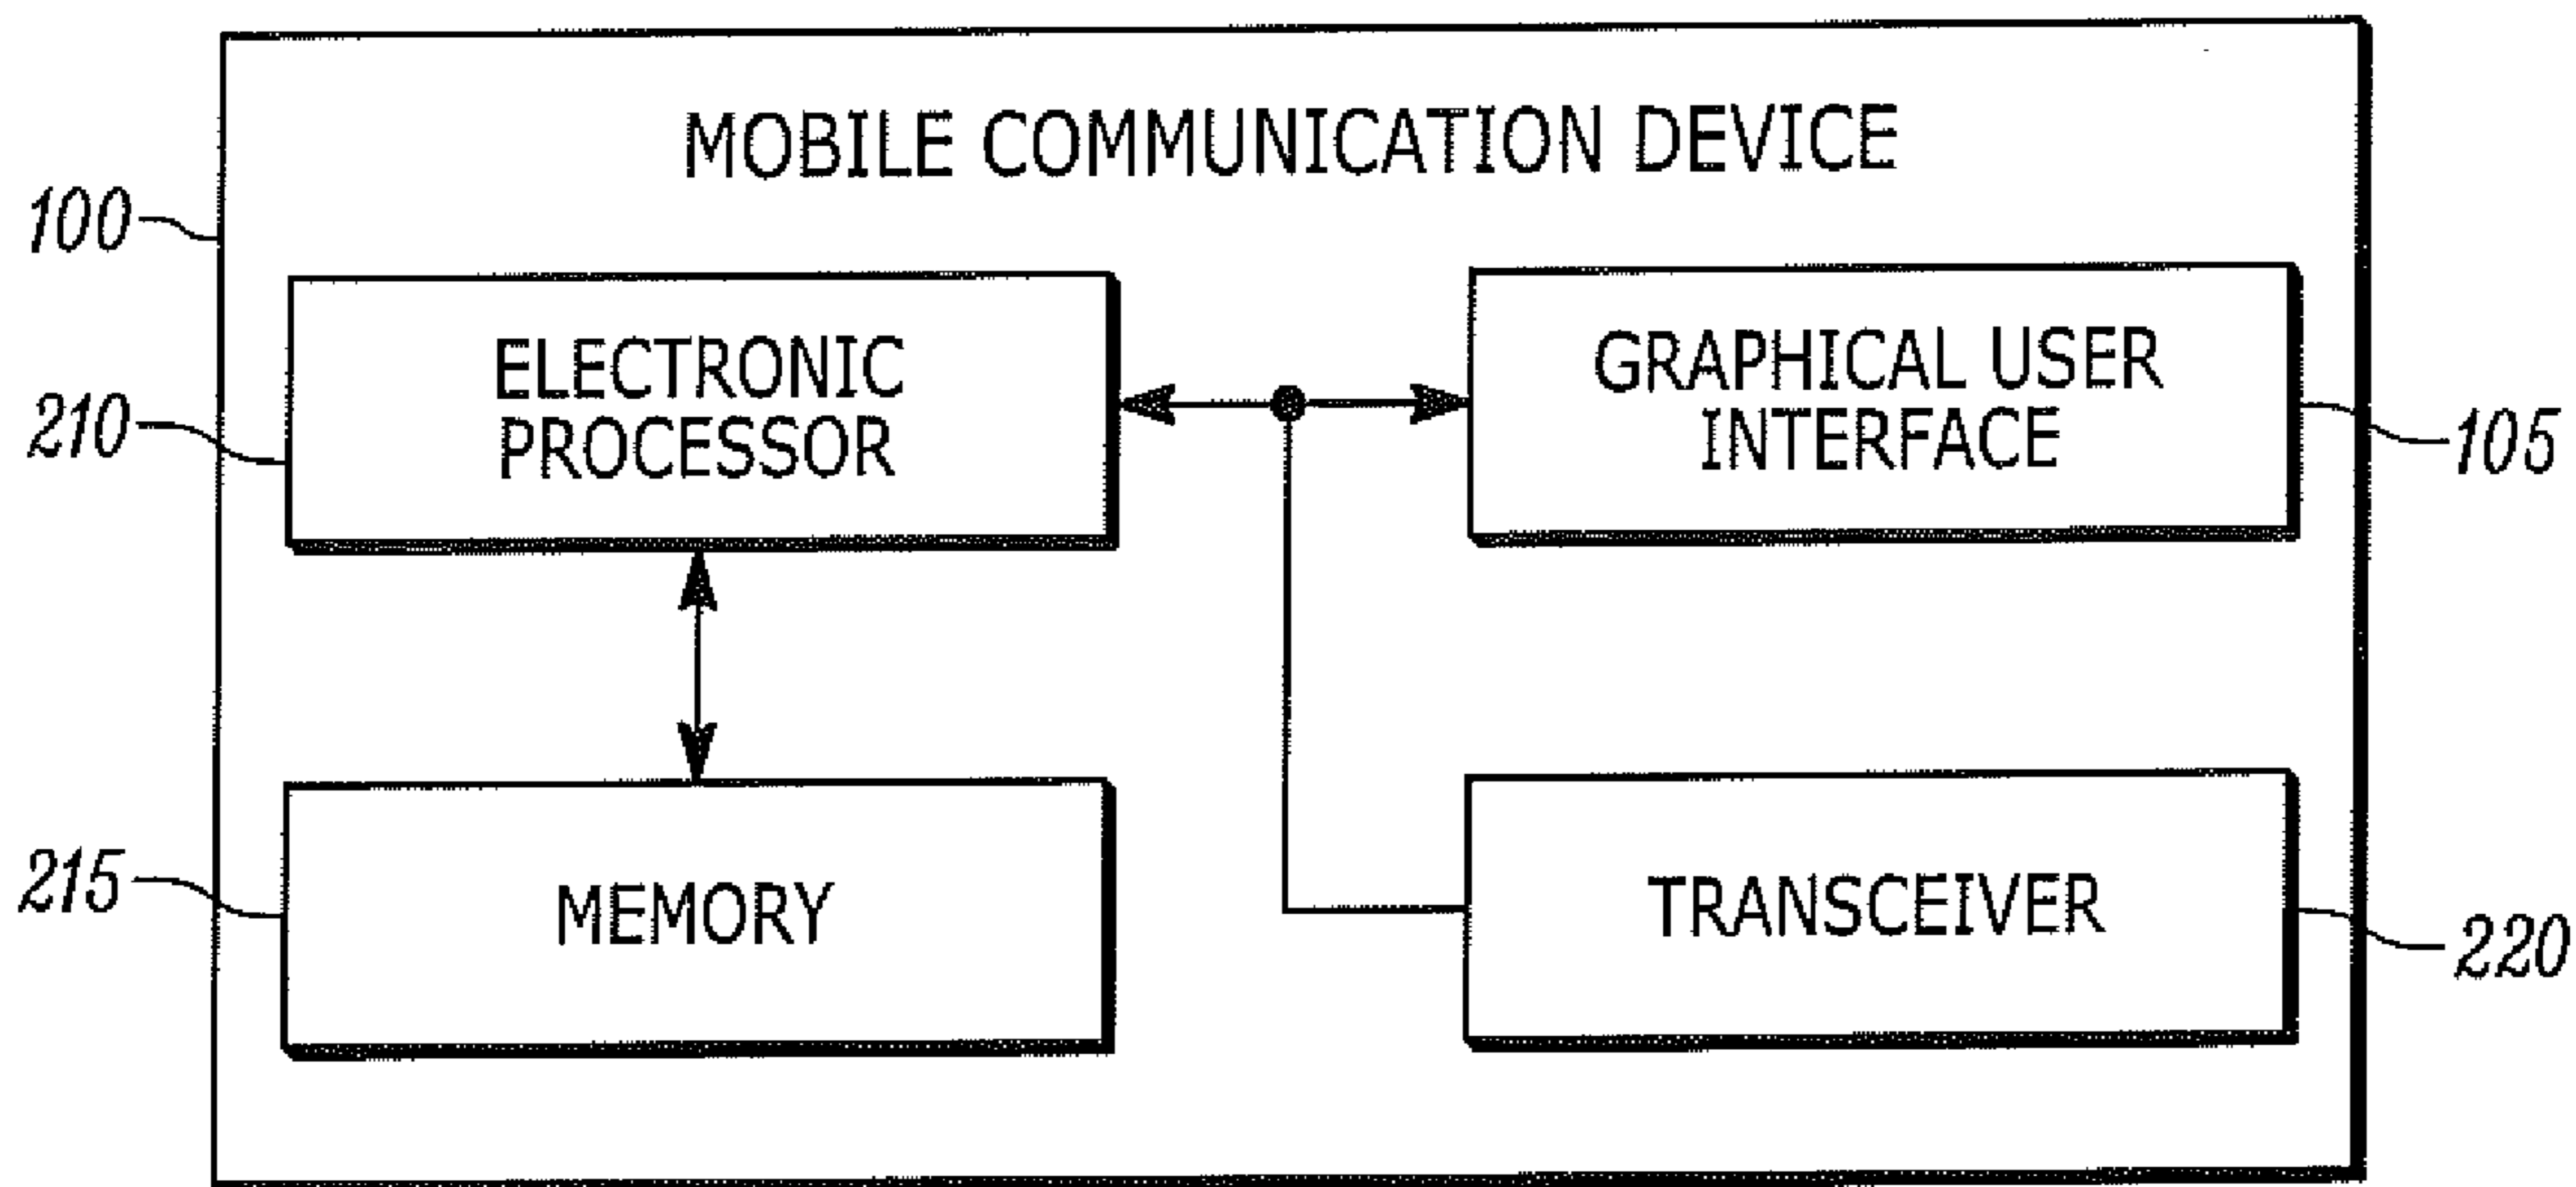 MOBILE COMMUNICATION DEVICE
100
ELECTRONIC
PROCESSOR
210
GRAPHICAL USER
INTERFACE
105
MEMORY
215
TRANSCEIVER
220